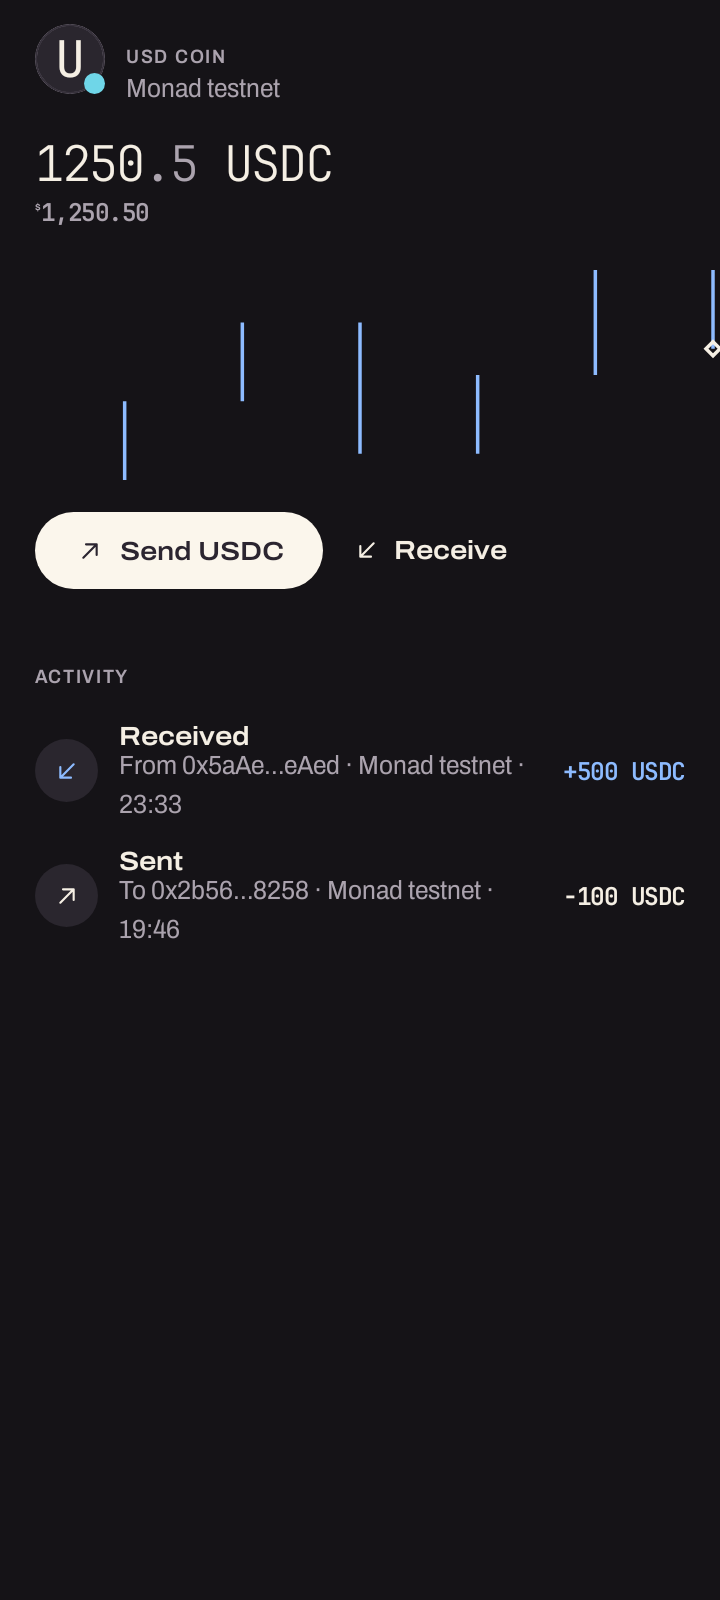 U
USD COIN
Monad testnet
1250.5 USDC
$1,250.50
Send USDC
Receive
ACTIVITY
Received
From 0x5aAe...eAed · Monad testnet ·
23:33
+500 USDC
Sent
To 0x2b56...8258 · Monad testnet ·
19:46
-100 USDC